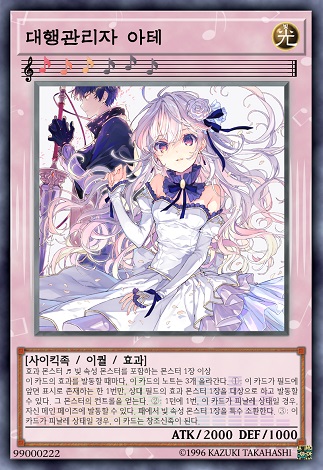 대행관리자 아테
光
[사이킥족 / 이퀄 / 효과]
효과 몬스터 ♬ 빛 속성 몬스터를 포함하는 몬스터 1장 이상
이 카드의 효과를 발동할 때마다, 이 카드의 노트는 3개 올라간다. ①: 이 카드가 필드에
앞면 표시로 존재하는 한 1번만, 상대 필드의 효과 몬스터 1장을 대상으로 하고 발동할
수 있다. 그 몬스터의 컨트롤을 얻는다. ②: 1턴에 1번, 이 카드가 피날레 상태일 경우,
자신 메인 페이즈에 발동할 수 있다. 패에서 빛 속성 몬스터 1장을 특수 소환한다. ③: 이
카드가 피날레 상태일 경우, 이 카드는 창조신족이 된다.
ATK / 2000 DEF / 1000
99000222
©1996 KAZUKI TAKAHASHI